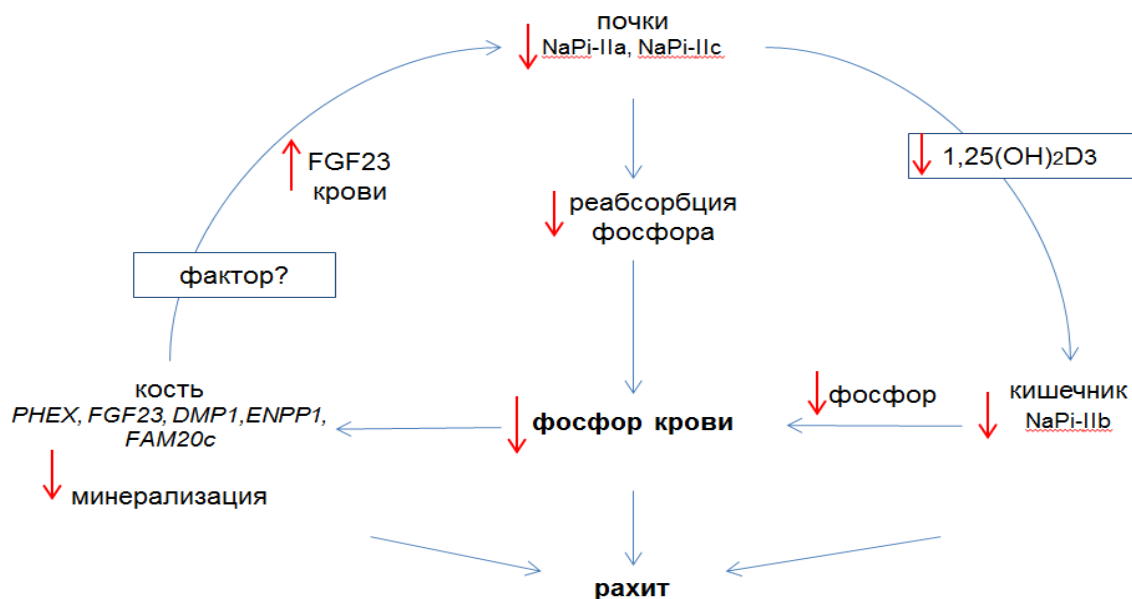 почки
NaPi-IIa, NaPi-IIc
1,25(OH)2D3
FGF23
крови
реабсорбция
фосфора
фактор?
кость
PHEX, FGF23, DMP1,ENPP1,
FAM20c
минерализация
фосфор крови
фосфор
кишечник
NaPi-IIb
рахит